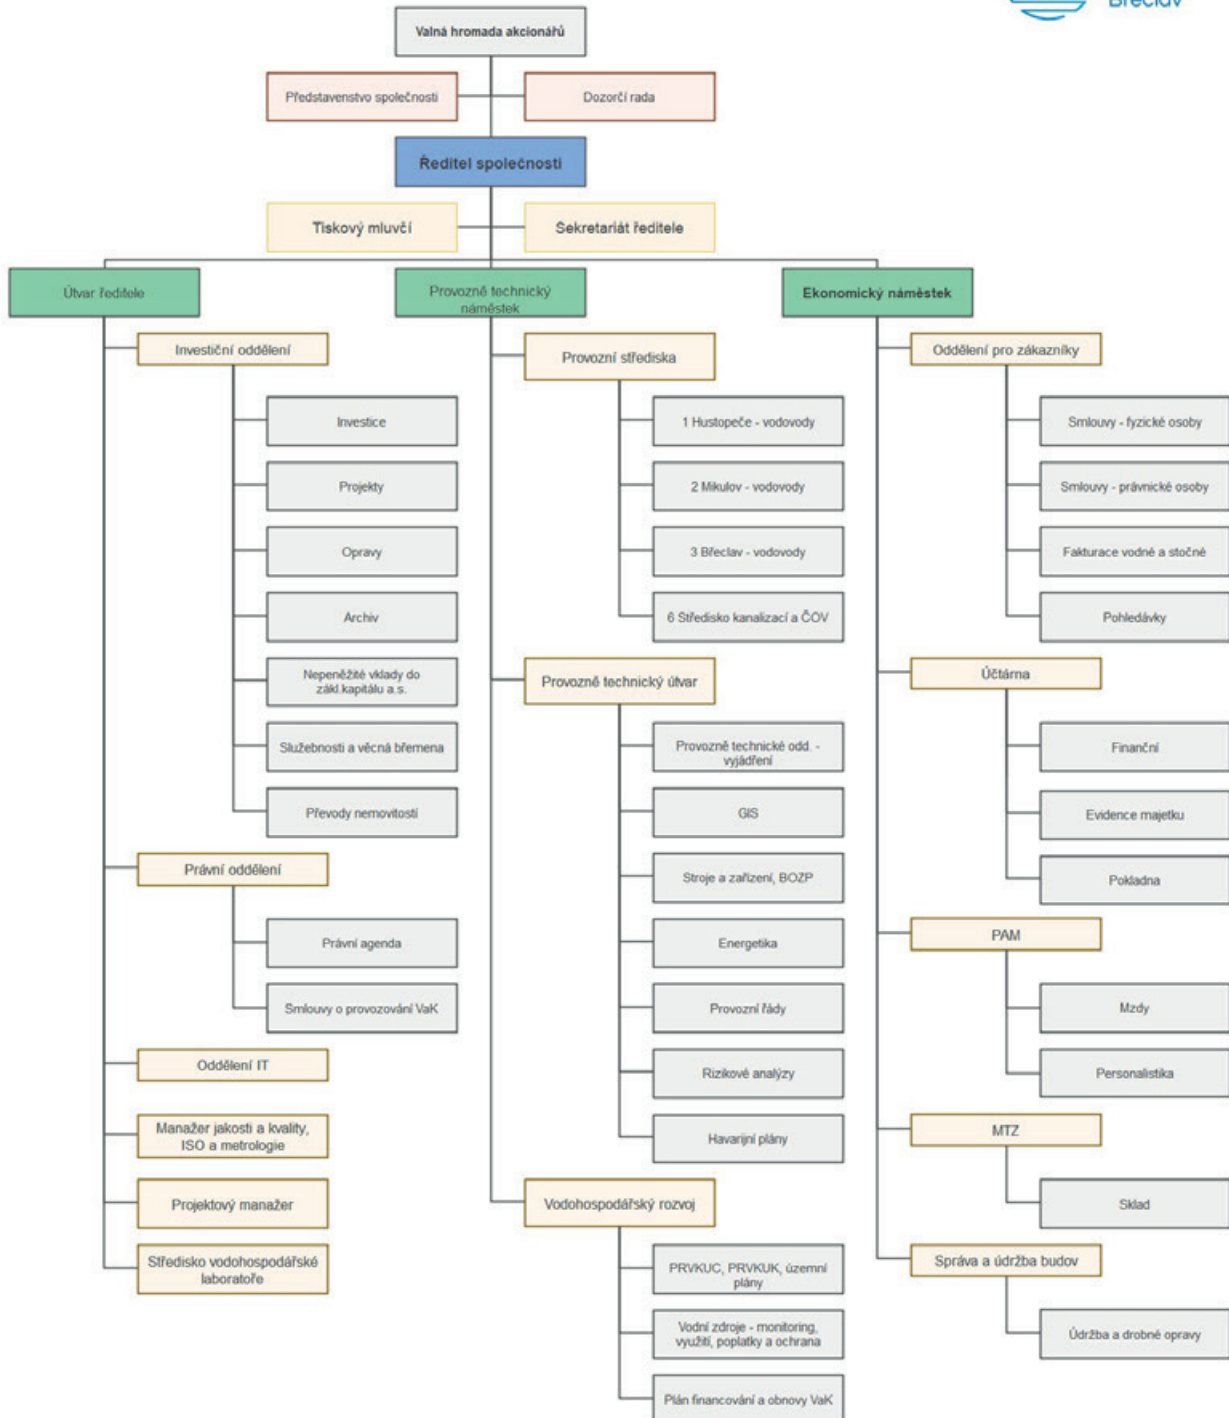 Břeclav
Valná hromada akcionářů
Představenstvo společnosti
Dozorčí rada
Ředitel společnosti
Tiskový mluvčí
Sekretariát ředitele
Útvar ředitele
Provozně technický
náměstek
Ekonomický náměstek
Investiční oddělení
Investice
Projekty
Opravy
Archiv
Nepeněžité vklady do
zákl.kapitálu a.s.
Služebnosti a věcná břemena
Převody nemovitostí
Právní oddělení
Právní agenda
Smlouvy o provozování VaK
Oddělení IT
Manažer jakosti a kvality,
ISO a metrologie
Projektový manažer
Středisko vodohospodářské
laboratoře
Provozní střediska
1 Hustopeče - vodovody
2 Mikulov - vodovody
3 Břeclav - vodovody
6 Středisko kanalizací a ČOV
Provozně technický útvar
Provozně technické odd. -
vyjádření
GIS
Stroje a zařízení, BOZP
Energetika
Provozní řády
Rizikové analýzy
Havarijní plány
Vodohospodářský rozvoj
PRVKUC, PRVKUK, územní
plány
Vodní zdroje - monitoring,
využití, poplatky a ochrana
Plán financování a obnovy VaK
Oddělení pro zákazníky
Smlouvy - fyzické osoby
Smlouvy - právnické osoby
Fakturace vodné a stočné
Pohledávky
Účtárna
Finanční
Evidence majetku
Pokladna
PAM
Mzdy
Personalistika
MTZ
Sklad
Správa a údržba budov
Údržba a drobné opravy